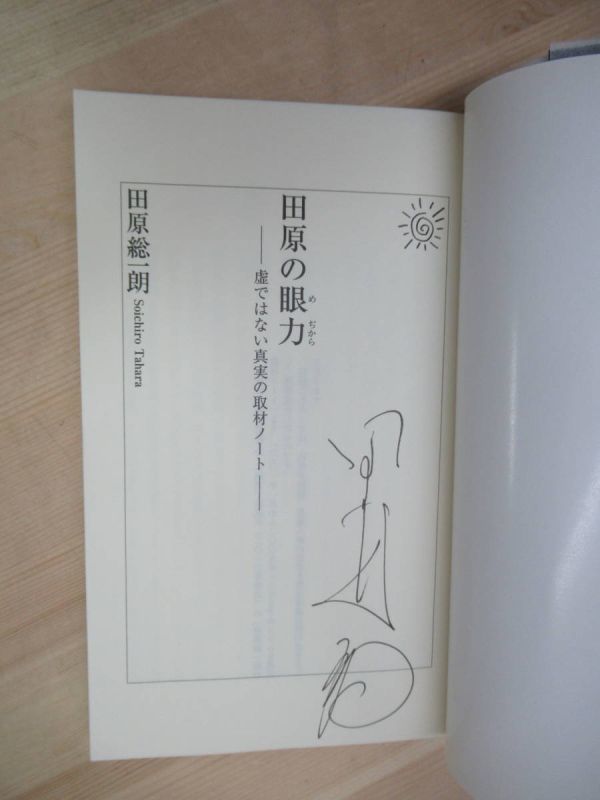 田原の眼力
めぢから
——虚ではない真実の取材ノート——
田原総一朗 Soichiro Tahara